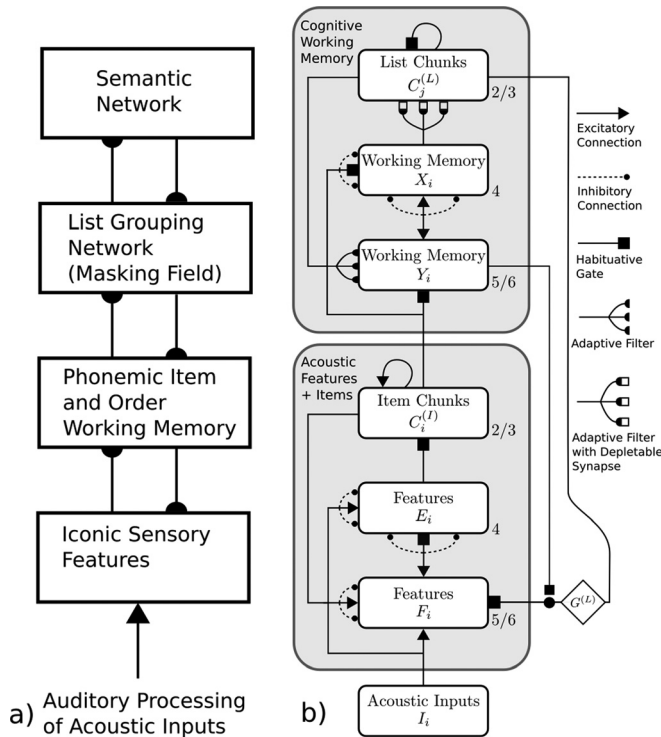 Semantic
Network
List Grouping
Network
(Masking Field)
Phonemic Item
and Order
Working Memory
Iconic Sensory
Features
Auditory Processing
of Acoustic Inputs
a)
Cognitive
Working
Memory
List Chunks
C_j^(L)
2/3
Working Memory
X_i
4
Working Memory
Y_i
5/6
Acoustic
Features
+ Items
Item Chunks
C_i^(I)
2/3
Features
E_i
4
Features
F_i
5/6
G^(L)
Acoustic Inputs
I_i
b)
Excitatory
Connection
Inhibitory
Connection
Habituative
Gate
Adaptive Filter
Adaptive Filter
with Depletable
Synapse